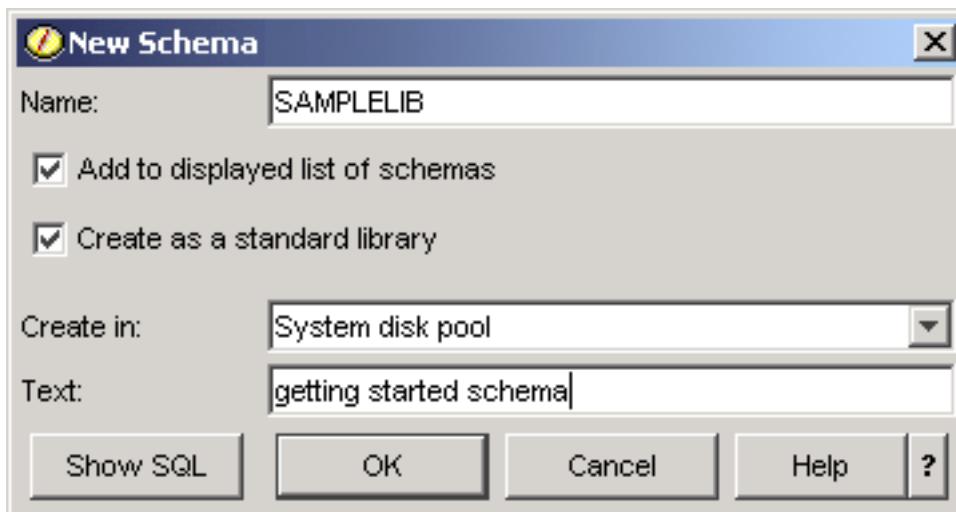 New Schema
Name: SAMPLELIB
Add to displayed list of schemas
Create as a standard library
Create in: System disk pool
Text: getting started schema
Show SQL OK Cancel Help ?